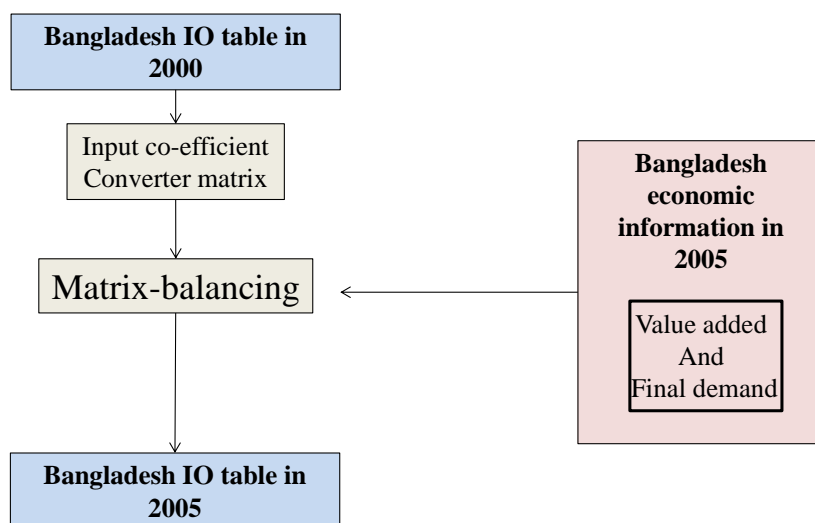 Bangladesh IO table in
2000
Input co-efficient
Converter matrix
Matrix-balancing
Bangladesh IO table in
2005
Bangladesh
economic
information in
2005
Value added
And
Final demand